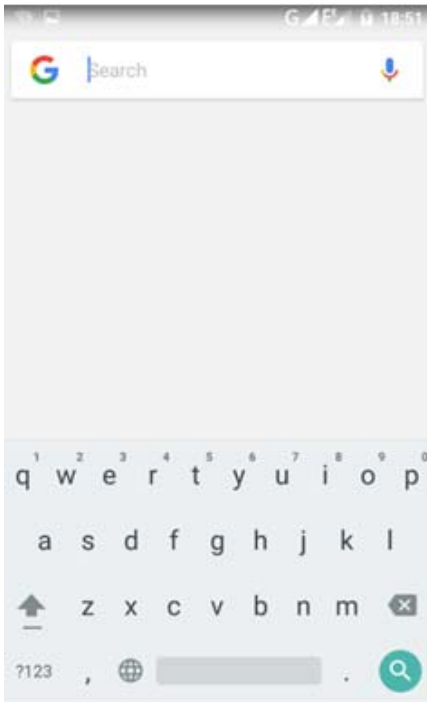 G E 18:51
G Search
1 2 3 4 5 6 7 8 9 0
q w e r t y u i o p
a s d f g h j k l
z x c v b n m
?123 , .